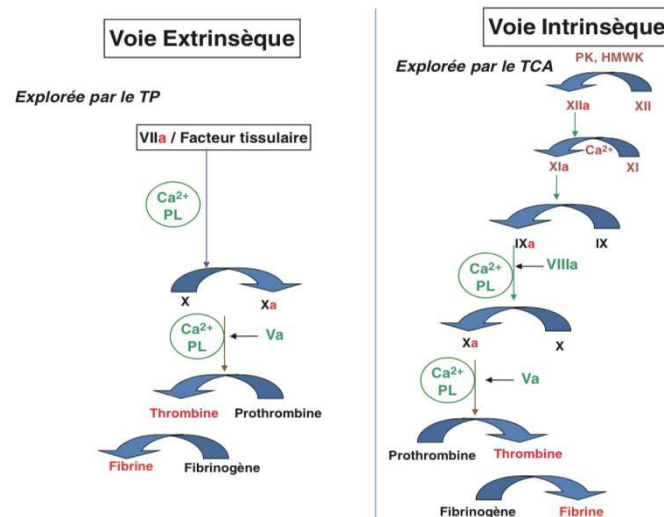 Voie Extrinsèque
Explorée par le TP
VIIa / Facteur tissulaire
Ca²⁺
PL
X
Xa
Ca²⁺
PL
Va
Thrombine
Prothrombine
Fibrine
Fibrinogène
Voie Intrinsèque
Explorée par le TCA
PK, HMWK
XIIa
XII
Ca²⁺
XIa
XI
IXa
IX
Ca²⁺
PL
VIIIa
Xa
X
Ca²⁺
PL
Va
Prothrombine
Thrombine
Fibrinogène
Fibrine